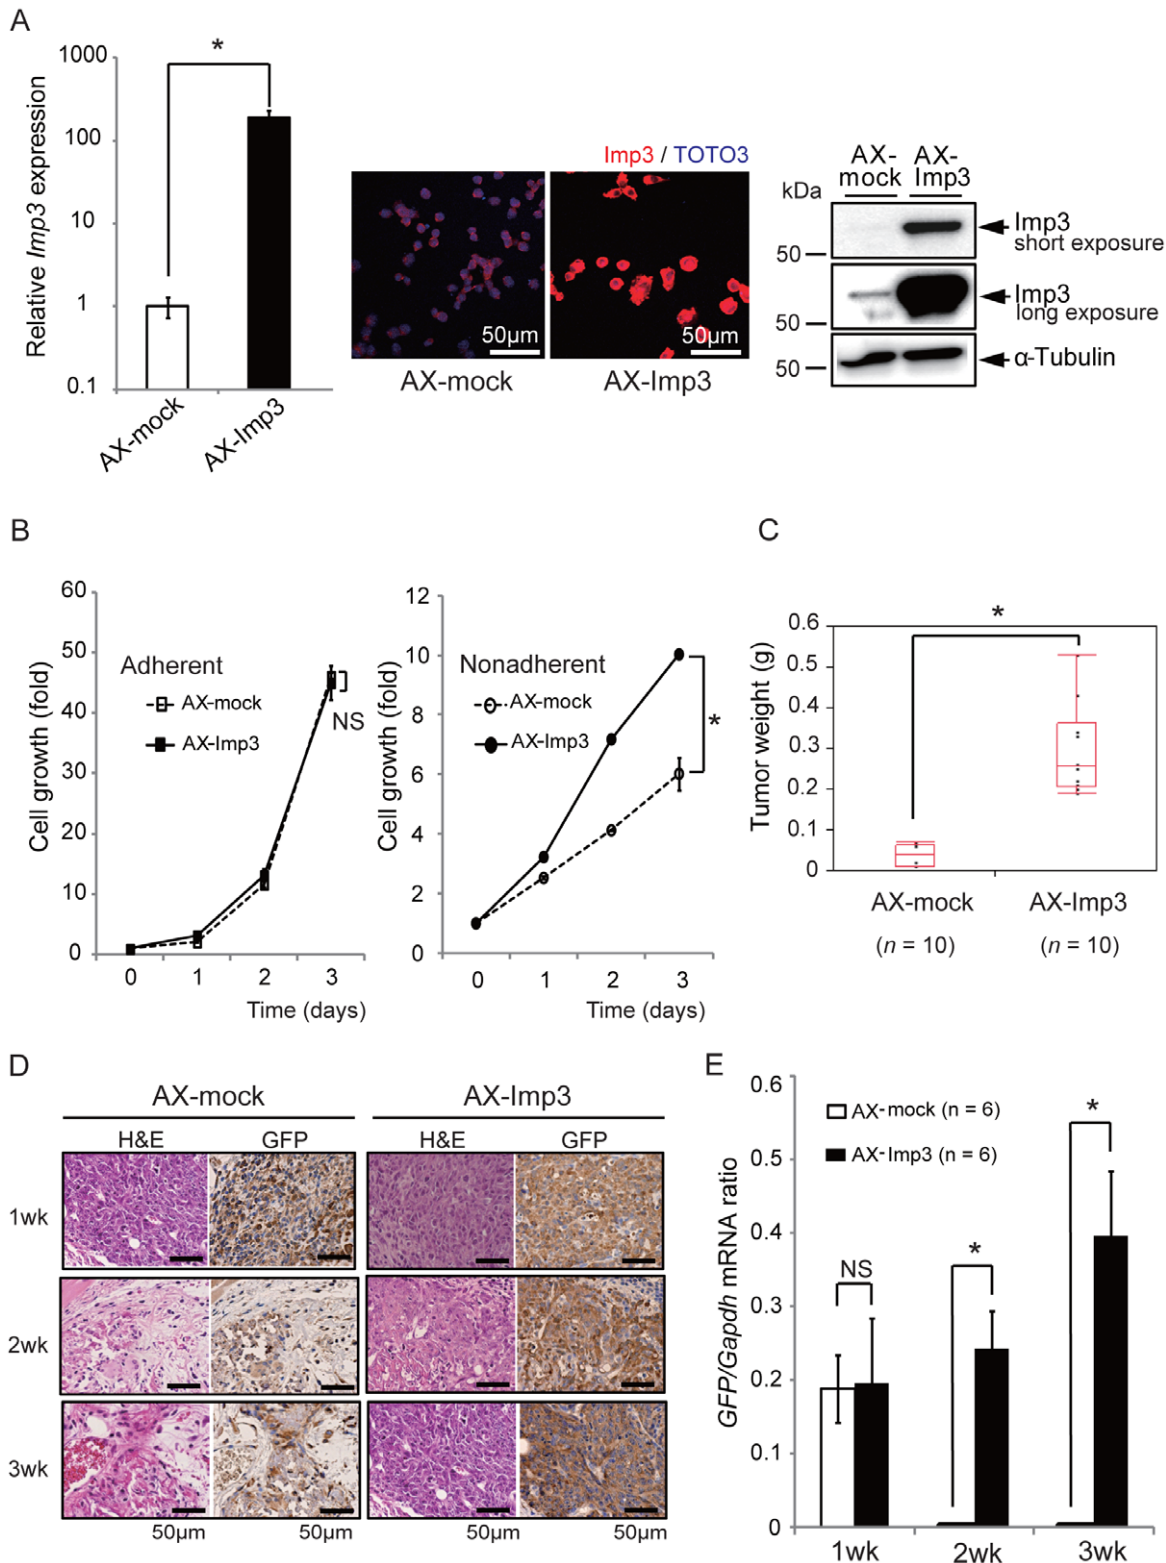 A
Relative Imp3 expression
1000
100
10
1
0.1
*
AX-mock
AX-Imp3
Imp3 / TOTO3
50µm
50µm
AX-mock
AX-Imp3
AX-mock
AX-Imp3
kDa
50
50
50
Imp3
short exposure
Imp3
long exposure
α-Tubulin
B
Cell growth (fold)
60
50
40
30
20
10
0
Adherent
AX-mock
AX-Imp3
NS
0 1 2 3
Time (days)
Cell growth (fold)
12
10
8
6
4
2
0
Nonadherent
AX-mock
AX-Imp3
*
0 1 2 3
Time (days)
C
Tumor weight (g)
0.6
0.5
0.4
0.3
0.2
0.1
0
*
AX-mock AX-Imp3
(n = 10) (n = 10)
D
AX-mock AX-Imp3
H&E GFP H&E GFP
1wk
2wk
3wk
50µm 50µm 50µm 50µm
E
GFP/Gapdh mRNA ratio
0.6
0.5
0.4
0.3
0.2
0.1
0
AX-mock (n = 6)
AX-Imp3 (n = 6)
NS
*
*
1wk 2wk 3wk